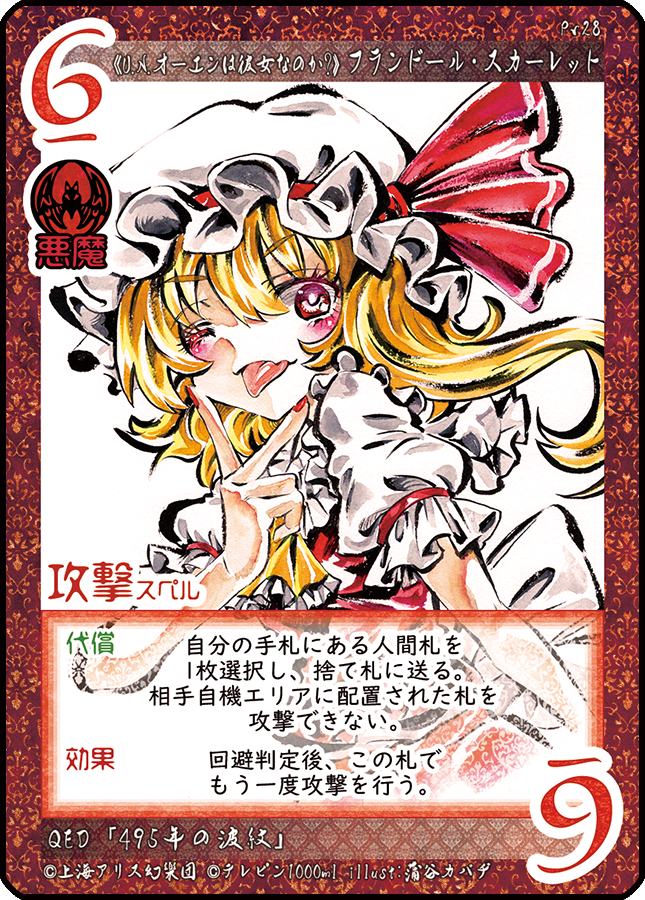 Pr28
6
《U.N.オーエンは彼女なのか?》フランドール・スカーレット
悪魔
攻撃スペル
代償
自分の手札にある人間札を
1枚選択し、捨て札に送る。
相手自機エリアに配置された札を
攻撃できない。
効果
回避判定後、この札で
もう一度攻撃を行う。
6
QED「495年の波紋」
©上海アリス幻樂団 ©テレピン1000ml illust:蒲谷カバヂ